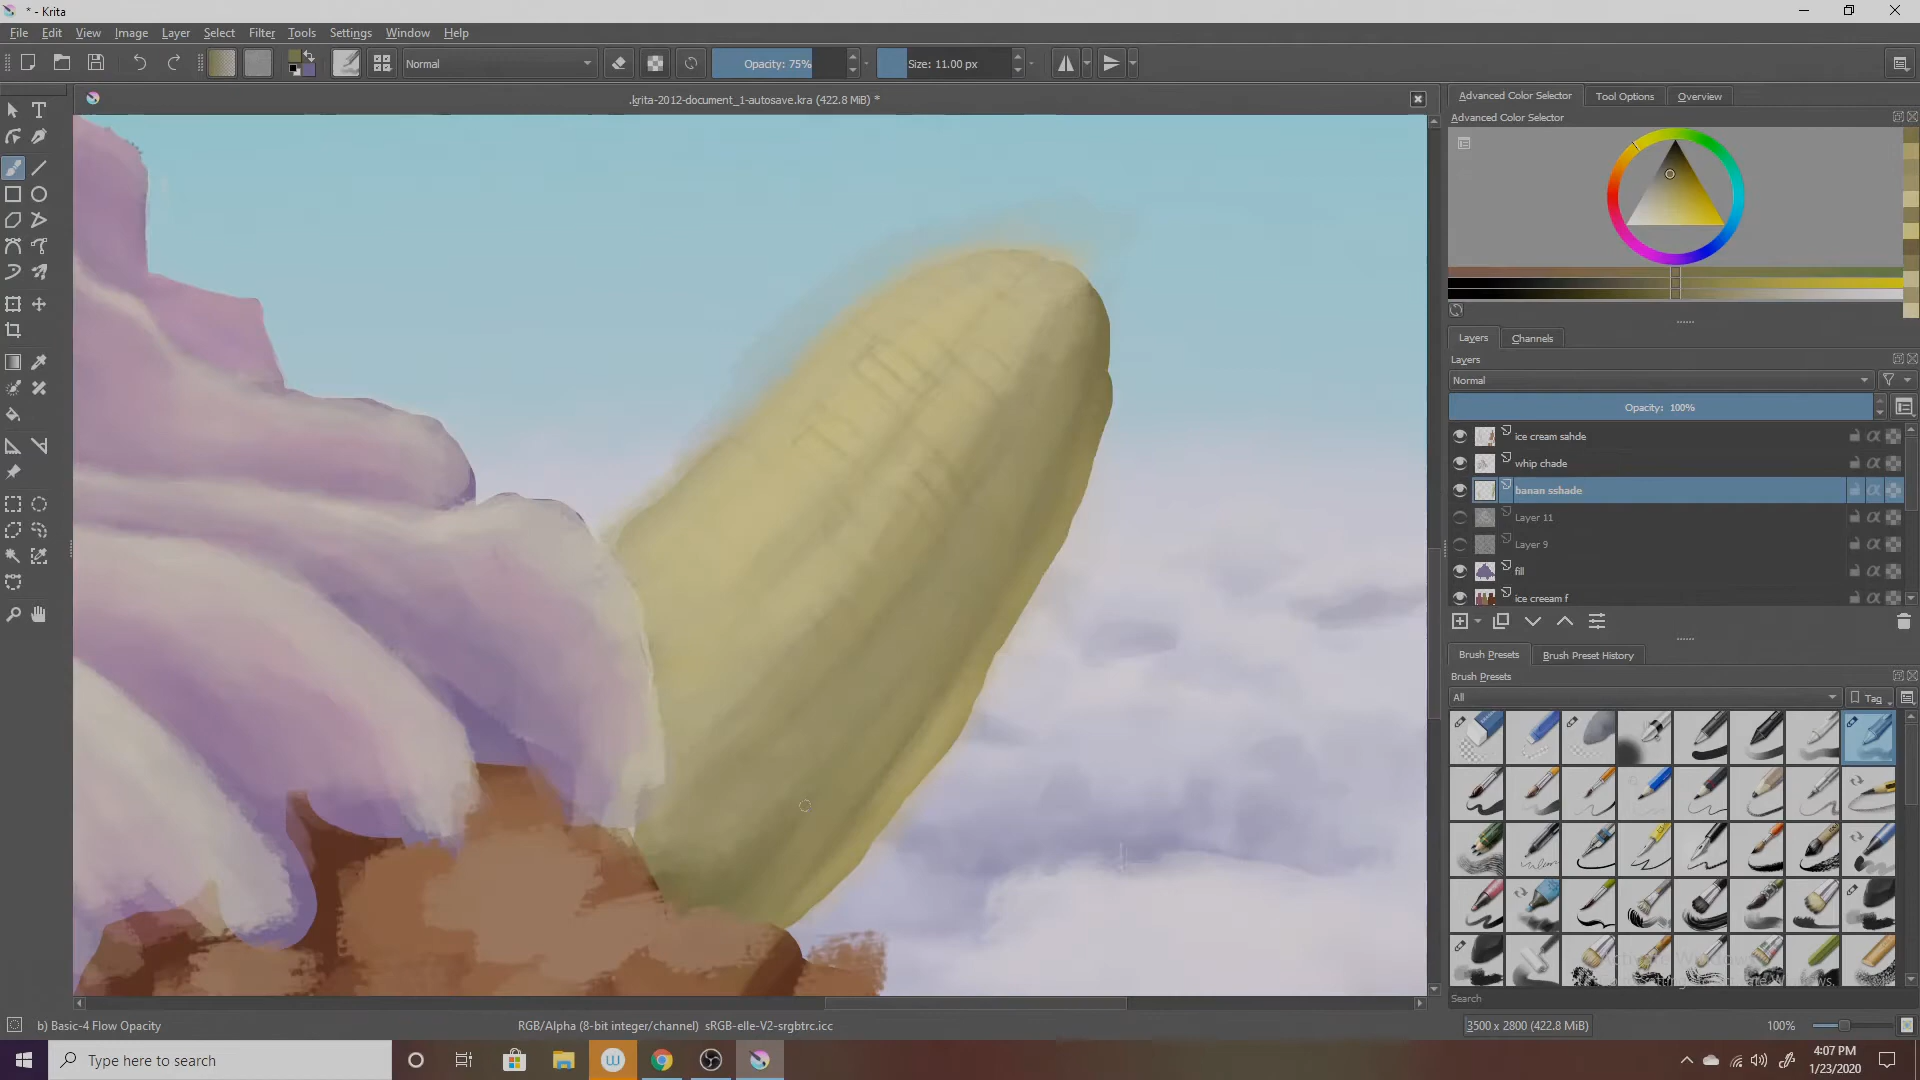 * - Krita
File Edit View Image Layer Select Filter Tools Settings Window Help
Normal Opacity: 75% Size: 11.00 px
.krita-2012-document_1-autosave.kra (422.8 MiB) *
Advanced Color Selector Tool Options Overview
Advanced Color Selector
Layers Channels
Layers
Normal
Opacity: 100%
ice cream sahde
whip chade
banan sshade
Layer 11
Layer 9
fill
ice creeam f
Brush Presets Brush Preset History
Brush Presets
All Tag
Search
b) Basic-4 Flow Opacity RGB/Alpha (8-bit integer/channel) sRGB-elle-V2-srgbtrc.icc 3500 x 2800 (422.8 MiB) 100%
Type here to search
4:07 PM
1/23/2020